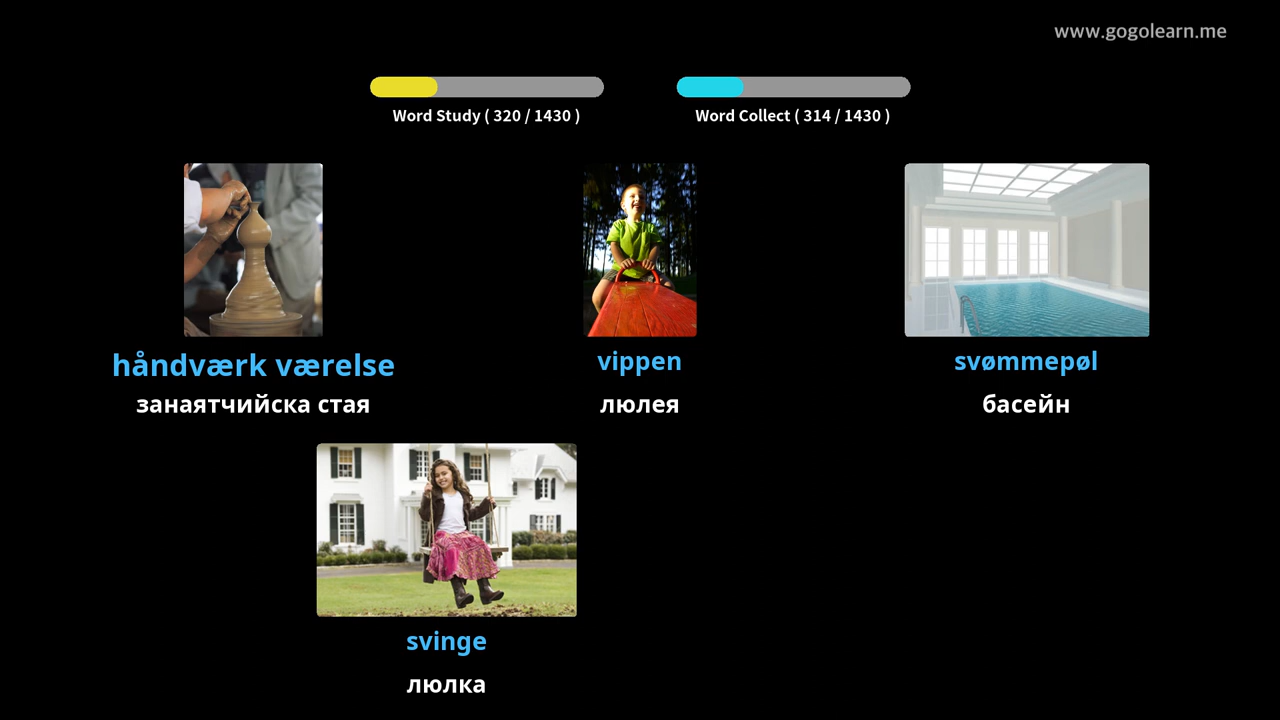 www.gogolearn.me
Word Study ( 320 / 1430 )
Word Collect ( 314 / 1430 )
håndværk værelse
занаятчийска стая
vippen
люлея
svømmepøl
басейн
svinge
люлка